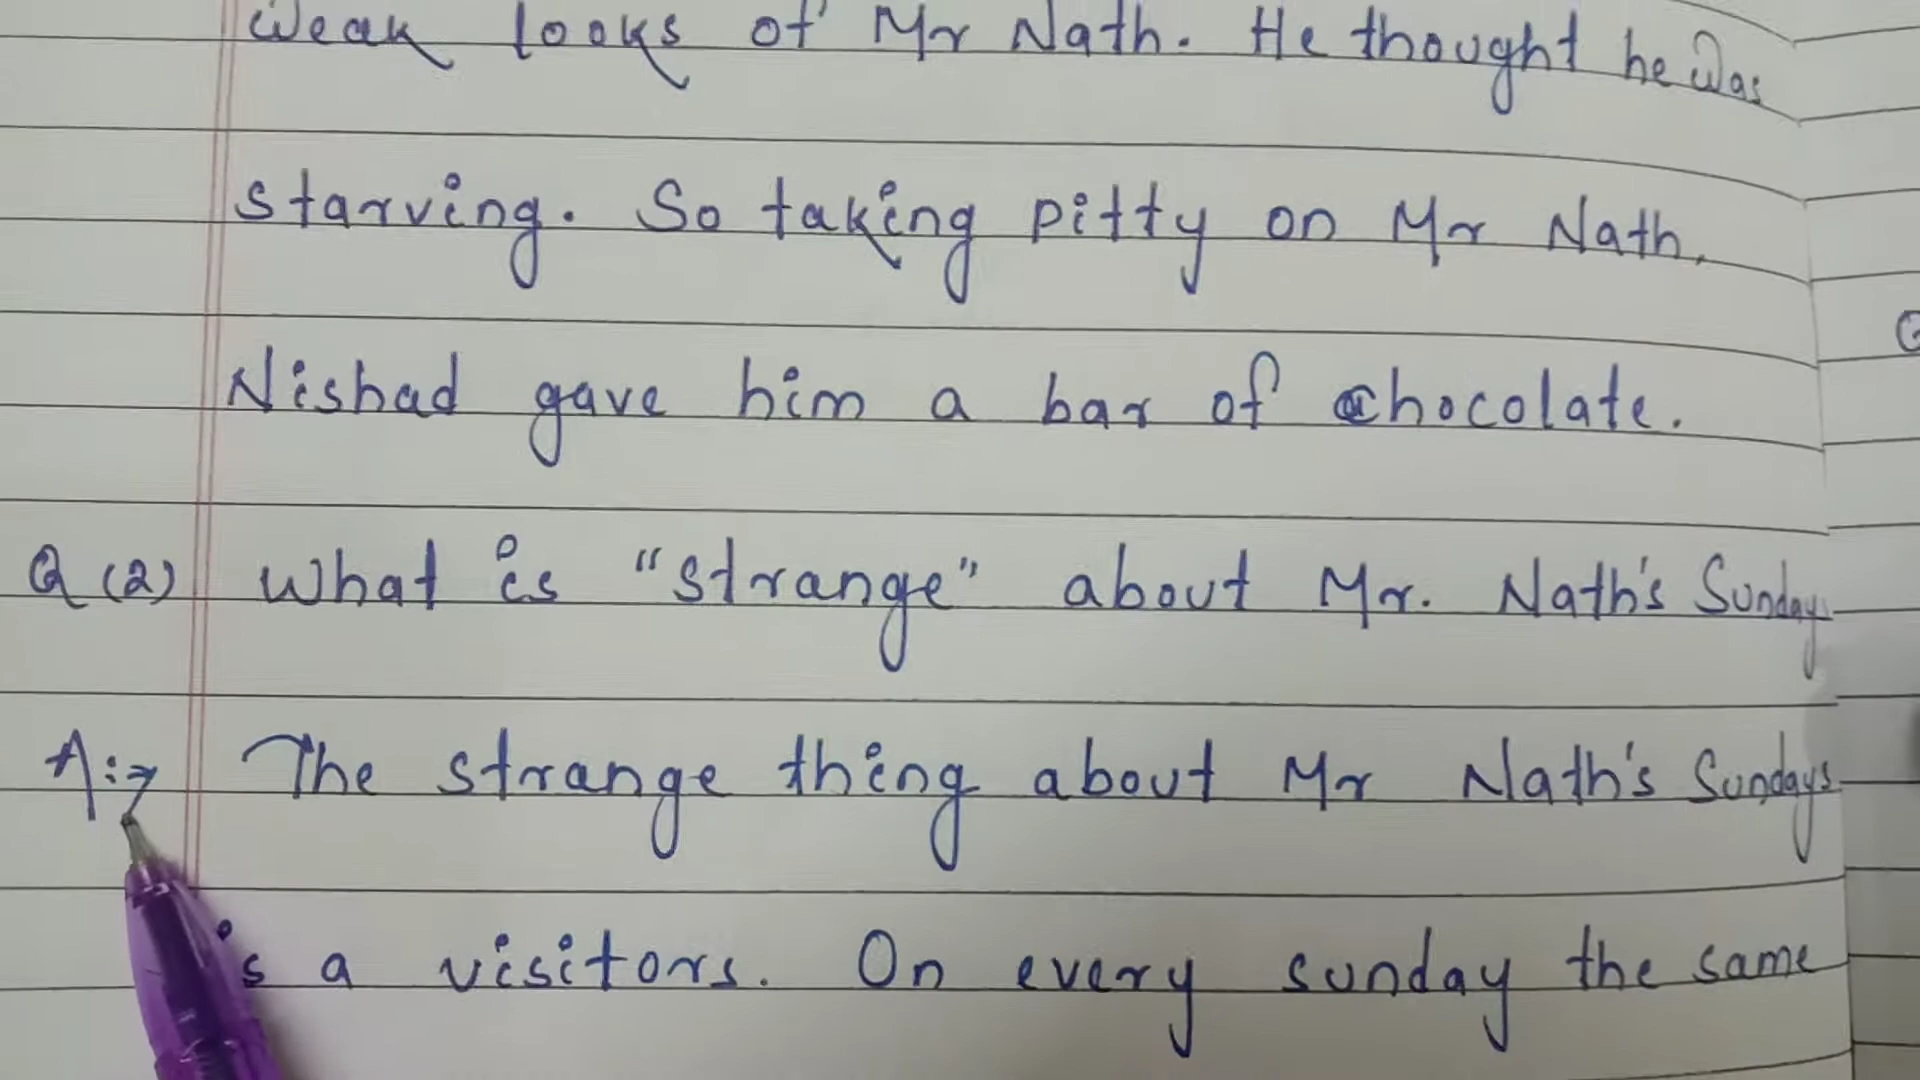 weak looks of Mr Nath. He thought he was
starving. So taking pitty on Mr Nath,
Nishad gave him a bar of chocolate.
Q (2) What is "strange" about Mr. Nath's Sunday
A:→ The strange thing about Mr Nath's Sundays
is a visitors. On every sunday the same